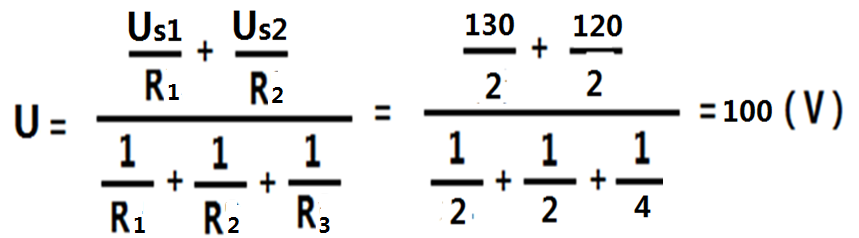 U = (Us1/R1 + Us2/R2) / (1/R1 + 1/R2 + 1/R3) = (130/2 + 120/2) / (1/2 + 1/2 + 1/4) = 100 (V)